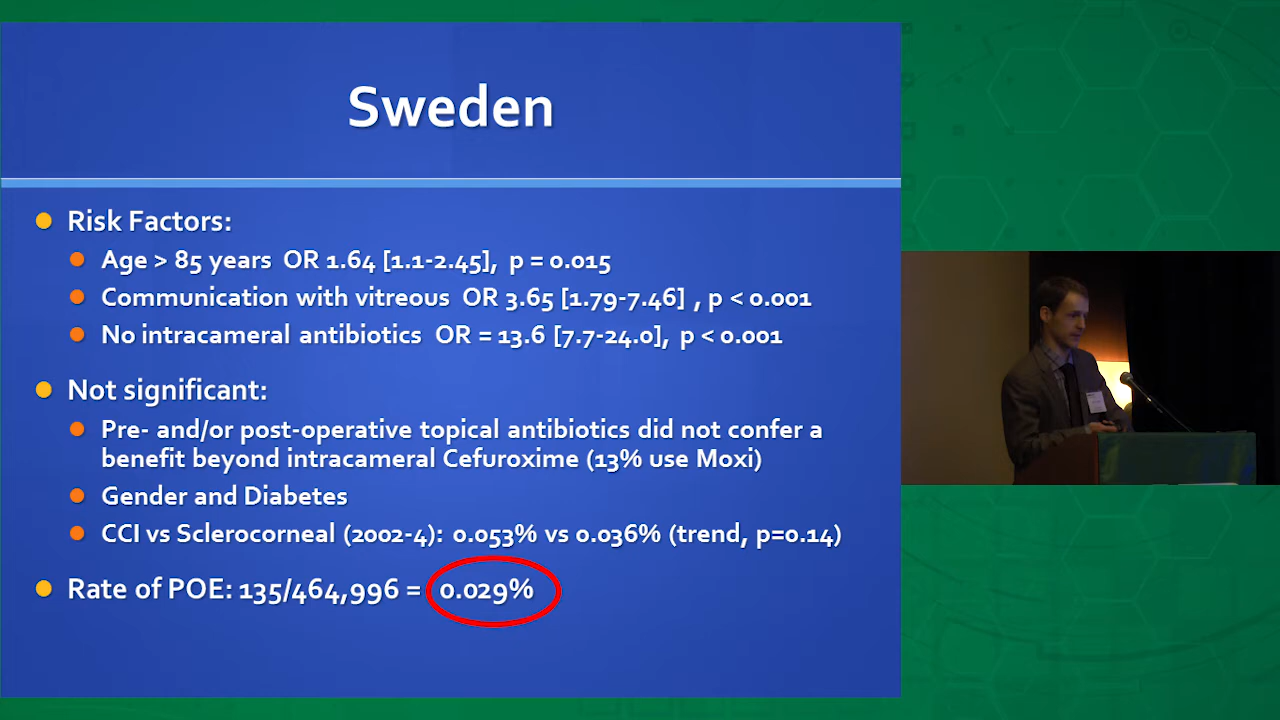 Sweden
Risk Factors:
Age > 85 years OR 1.64 [1.1-2.45], p = 0.015
Communication with vitreous OR 3.65 [1.79-7.46] , p < 0.001
No intracameral antibiotics OR = 13.6 [7.7-24.0], p < 0.001
Not significant:
Pre- and/or post-operative topical antibiotics did not confer a
benefit beyond intracameral Cefuroxime (13% use Moxi)
Gender and Diabetes
CCI vs Sclerocorneal (2002-4): 0.053% vs 0.036% (trend, p=0.14)
Rate of POE: 135/464,996 = 0.029%